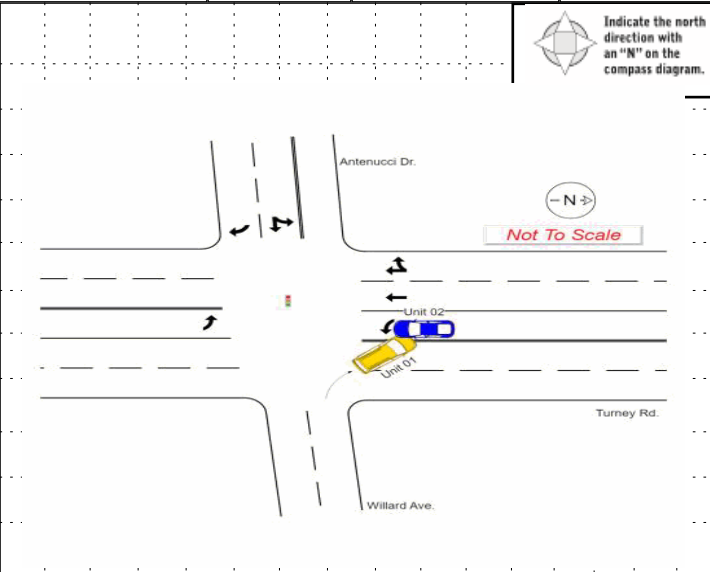 Indicate the north
direction with
an “N” on the
compass diagram.
Antenucci Dr.
N
Not To Scale
Unit 02
Unit 01
Turney Rd.
Willard Ave.